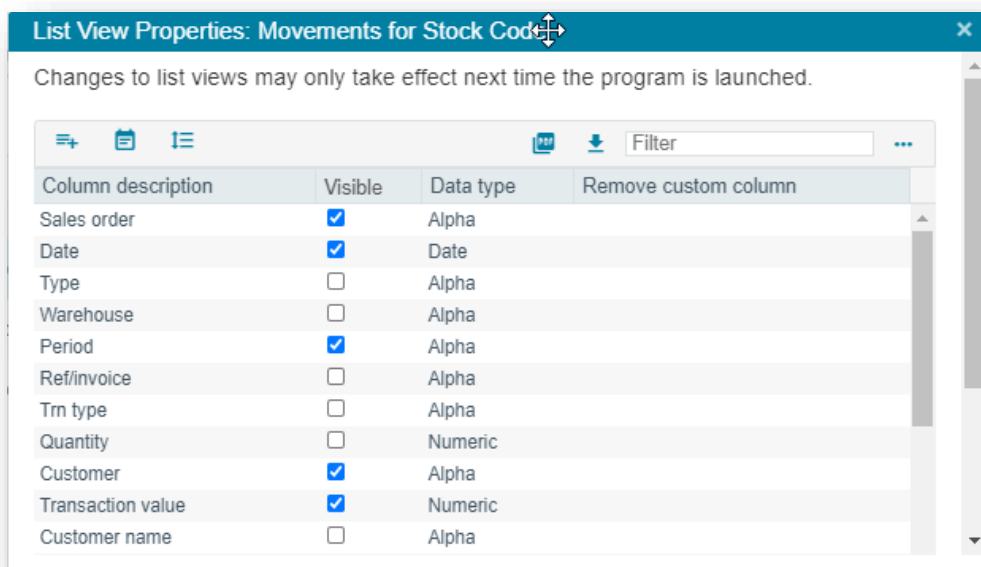 List View Properties: Movements for Stock Code
Changes to list views may only take effect next time the program is launched.
PDF Filter
Column description Visible Data type Remove custom column
Sales order Alpha
Date Date
Type Alpha
Warehouse Alpha
Period Alpha
Ref/invoice Alpha
Trn type Alpha
Quantity Numeric
Customer Alpha
Transaction value Numeric
Customer name Alpha